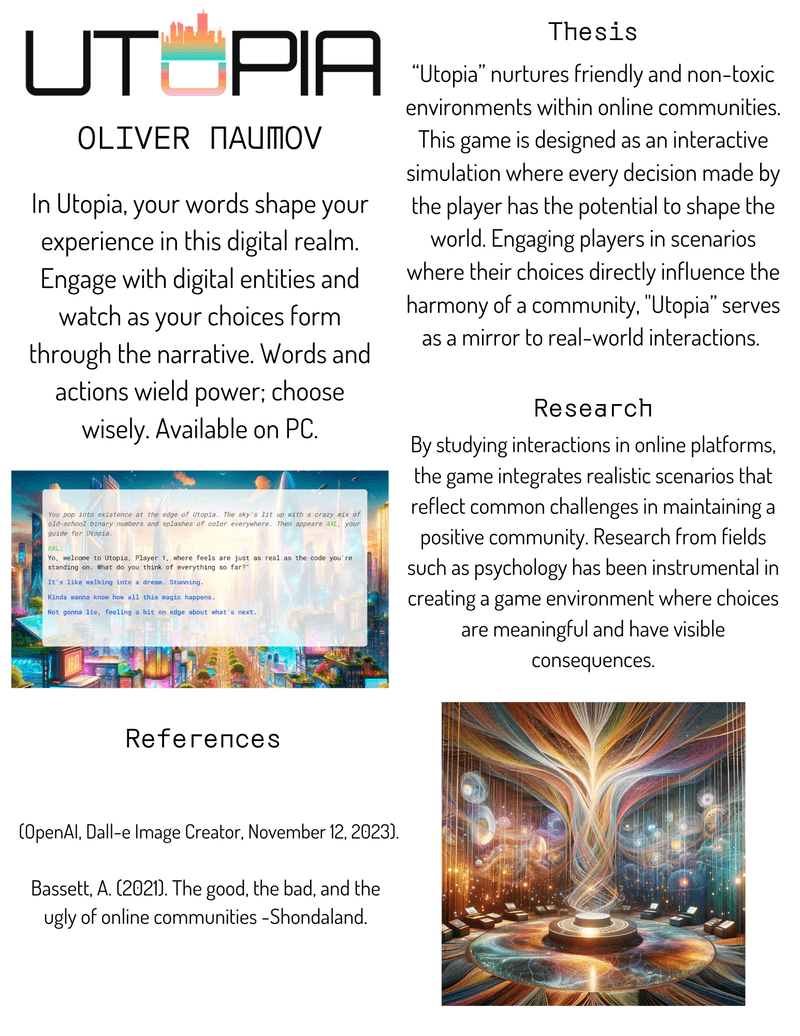 UTOPIA
OLIVER NAUMOV
In Utopia, your words shape your
experience in this digital realm.
Engage with digital entities and
watch as your choices form
through the narrative. Words and
actions wield power; choose
wisely. Available on PC.
You pop into existence at the edge of Utopia. The sky's lit up with a crazy mix of
old-school binary numbers and splashes of color everywhere. Then appears AXL, your
guide for Utopia.
AXL:
Yo, welcome to Utopia, Player 1, where feels are just as real as the code you're
standing on. What do you think of everything so far?"
It's like walking into a dream. Stunning.
Kinda wanna know how all this magic happens.
Not gonna lie, feeling a bit on edge about what's next.
References
(OpenAI, Dall-e Image Creator, November 12, 2023).
Bassett, A. (2021). The good, the bad, and the
ugly of online communities -Shondaland.
Thesis
“Utopia” nurtures friendly and non-toxic
environments within online communities.
This game is designed as an interactive
simulation where every decision made by
the player has the potential to shape the
world. Engaging players in scenarios
where their choices directly influence the
harmony of a community, "Utopia” serves
as a mirror to real-world interactions.
Research
By studying interactions in online platforms,
the game integrates realistic scenarios that
reflect common challenges in maintaining a
positive community. Research from fields
such as psychology has been instrumental in
creating a game environment where choices
are meaningful and have visible
consequences.